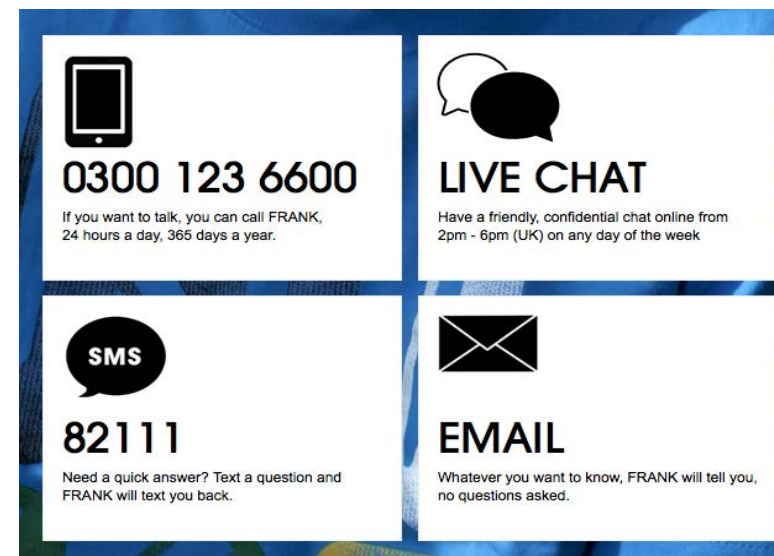 0300 123 6600
If you want to talk, you can call FRANK,
24 hours a day, 365 days a year.
LIVE CHAT
Have a friendly, confidential chat online from
2pm - 6pm (UK) on any day of the week
SMS
82111
Need a quick answer? Text a question and
FRANK will text you back.
EMAIL
Whatever you want to know, FRANK will tell you,
no questions asked.